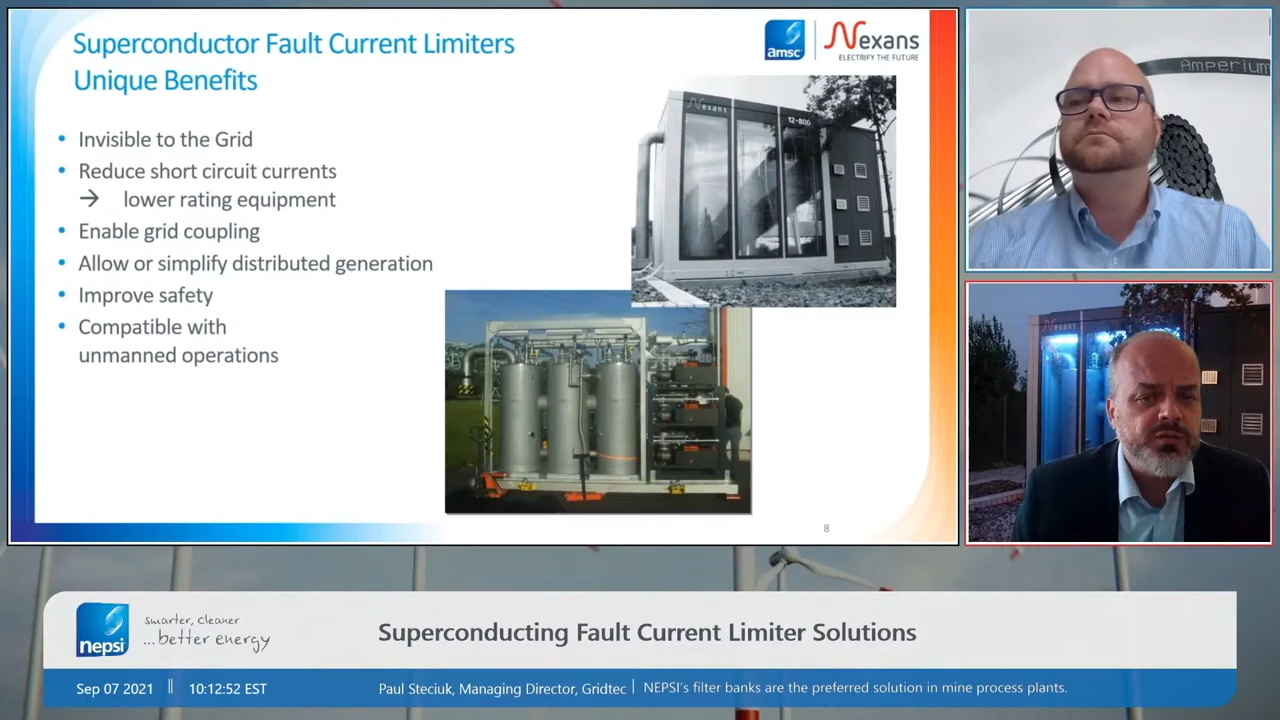 Superconductor Fault Current Limiters
Unique Benefits
amsc
Nexans
ELECTRIFY THE FUTURE
• Invisible to the Grid
• Reduce short circuit currents
→ lower rating equipment
• Enable grid coupling
• Allow or simplify distributed generation
• Improve safety
• Compatible with
unmanned operations
Nexans
12-800
8
Amperium
Nexans
nepsi
smarter, cleaner
...better energy
Superconducting Fault Current Limiter Solutions
Sep 07 2021 || 10:12:52 EST
Paul Steciuk, Managing Director, Gridtec | NEPSI's filter banks are the preferred solution in mine process plants.